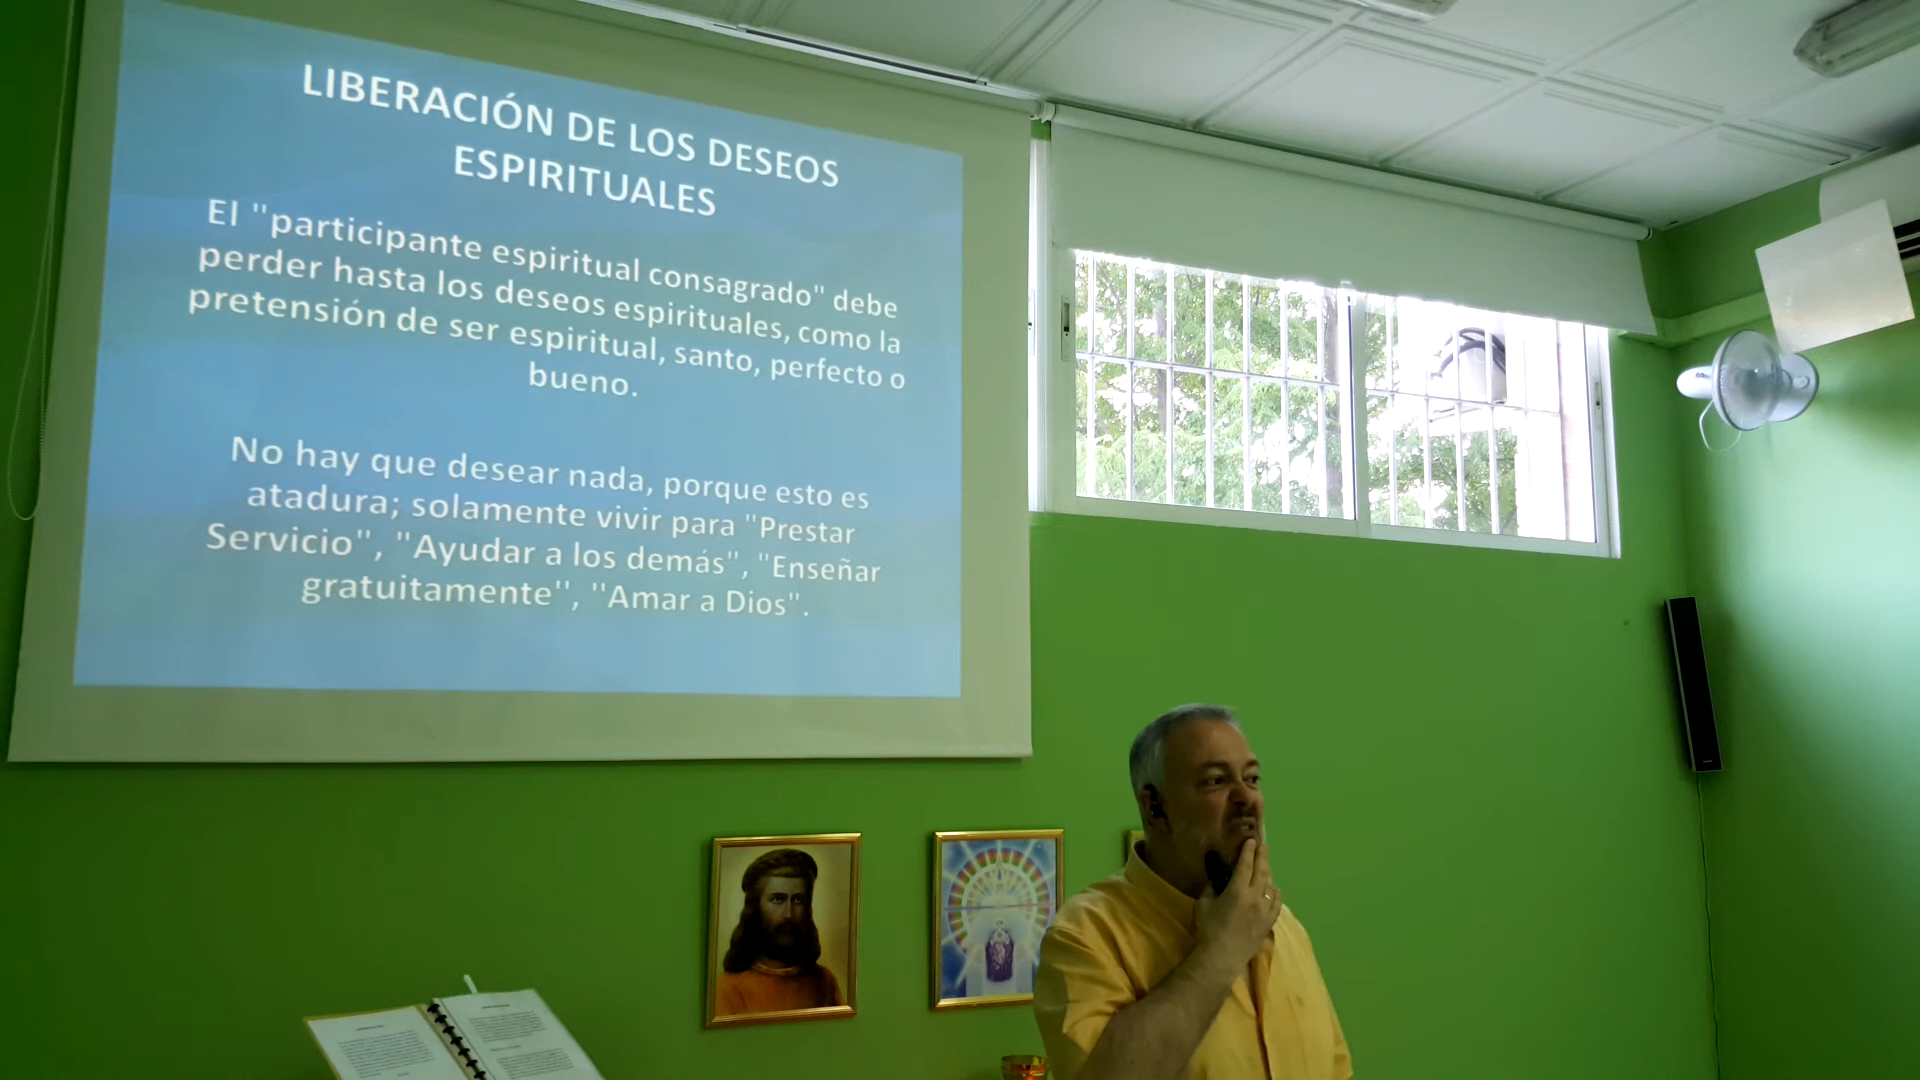 LIBERACIÓN DE LOS DESEOS
ESPIRITUALES
El "participante espiritual consagrado" debe
perder hasta los deseos espirituales, como la
pretensión de ser espiritual, santo, perfecto o
bueno.
No hay que desear nada, porque esto es
atadura; solamente vivir para "Prestar
Servicio", "Ayudar a los demás", "Enseñar
gratuitamente", "Amar a Dios".